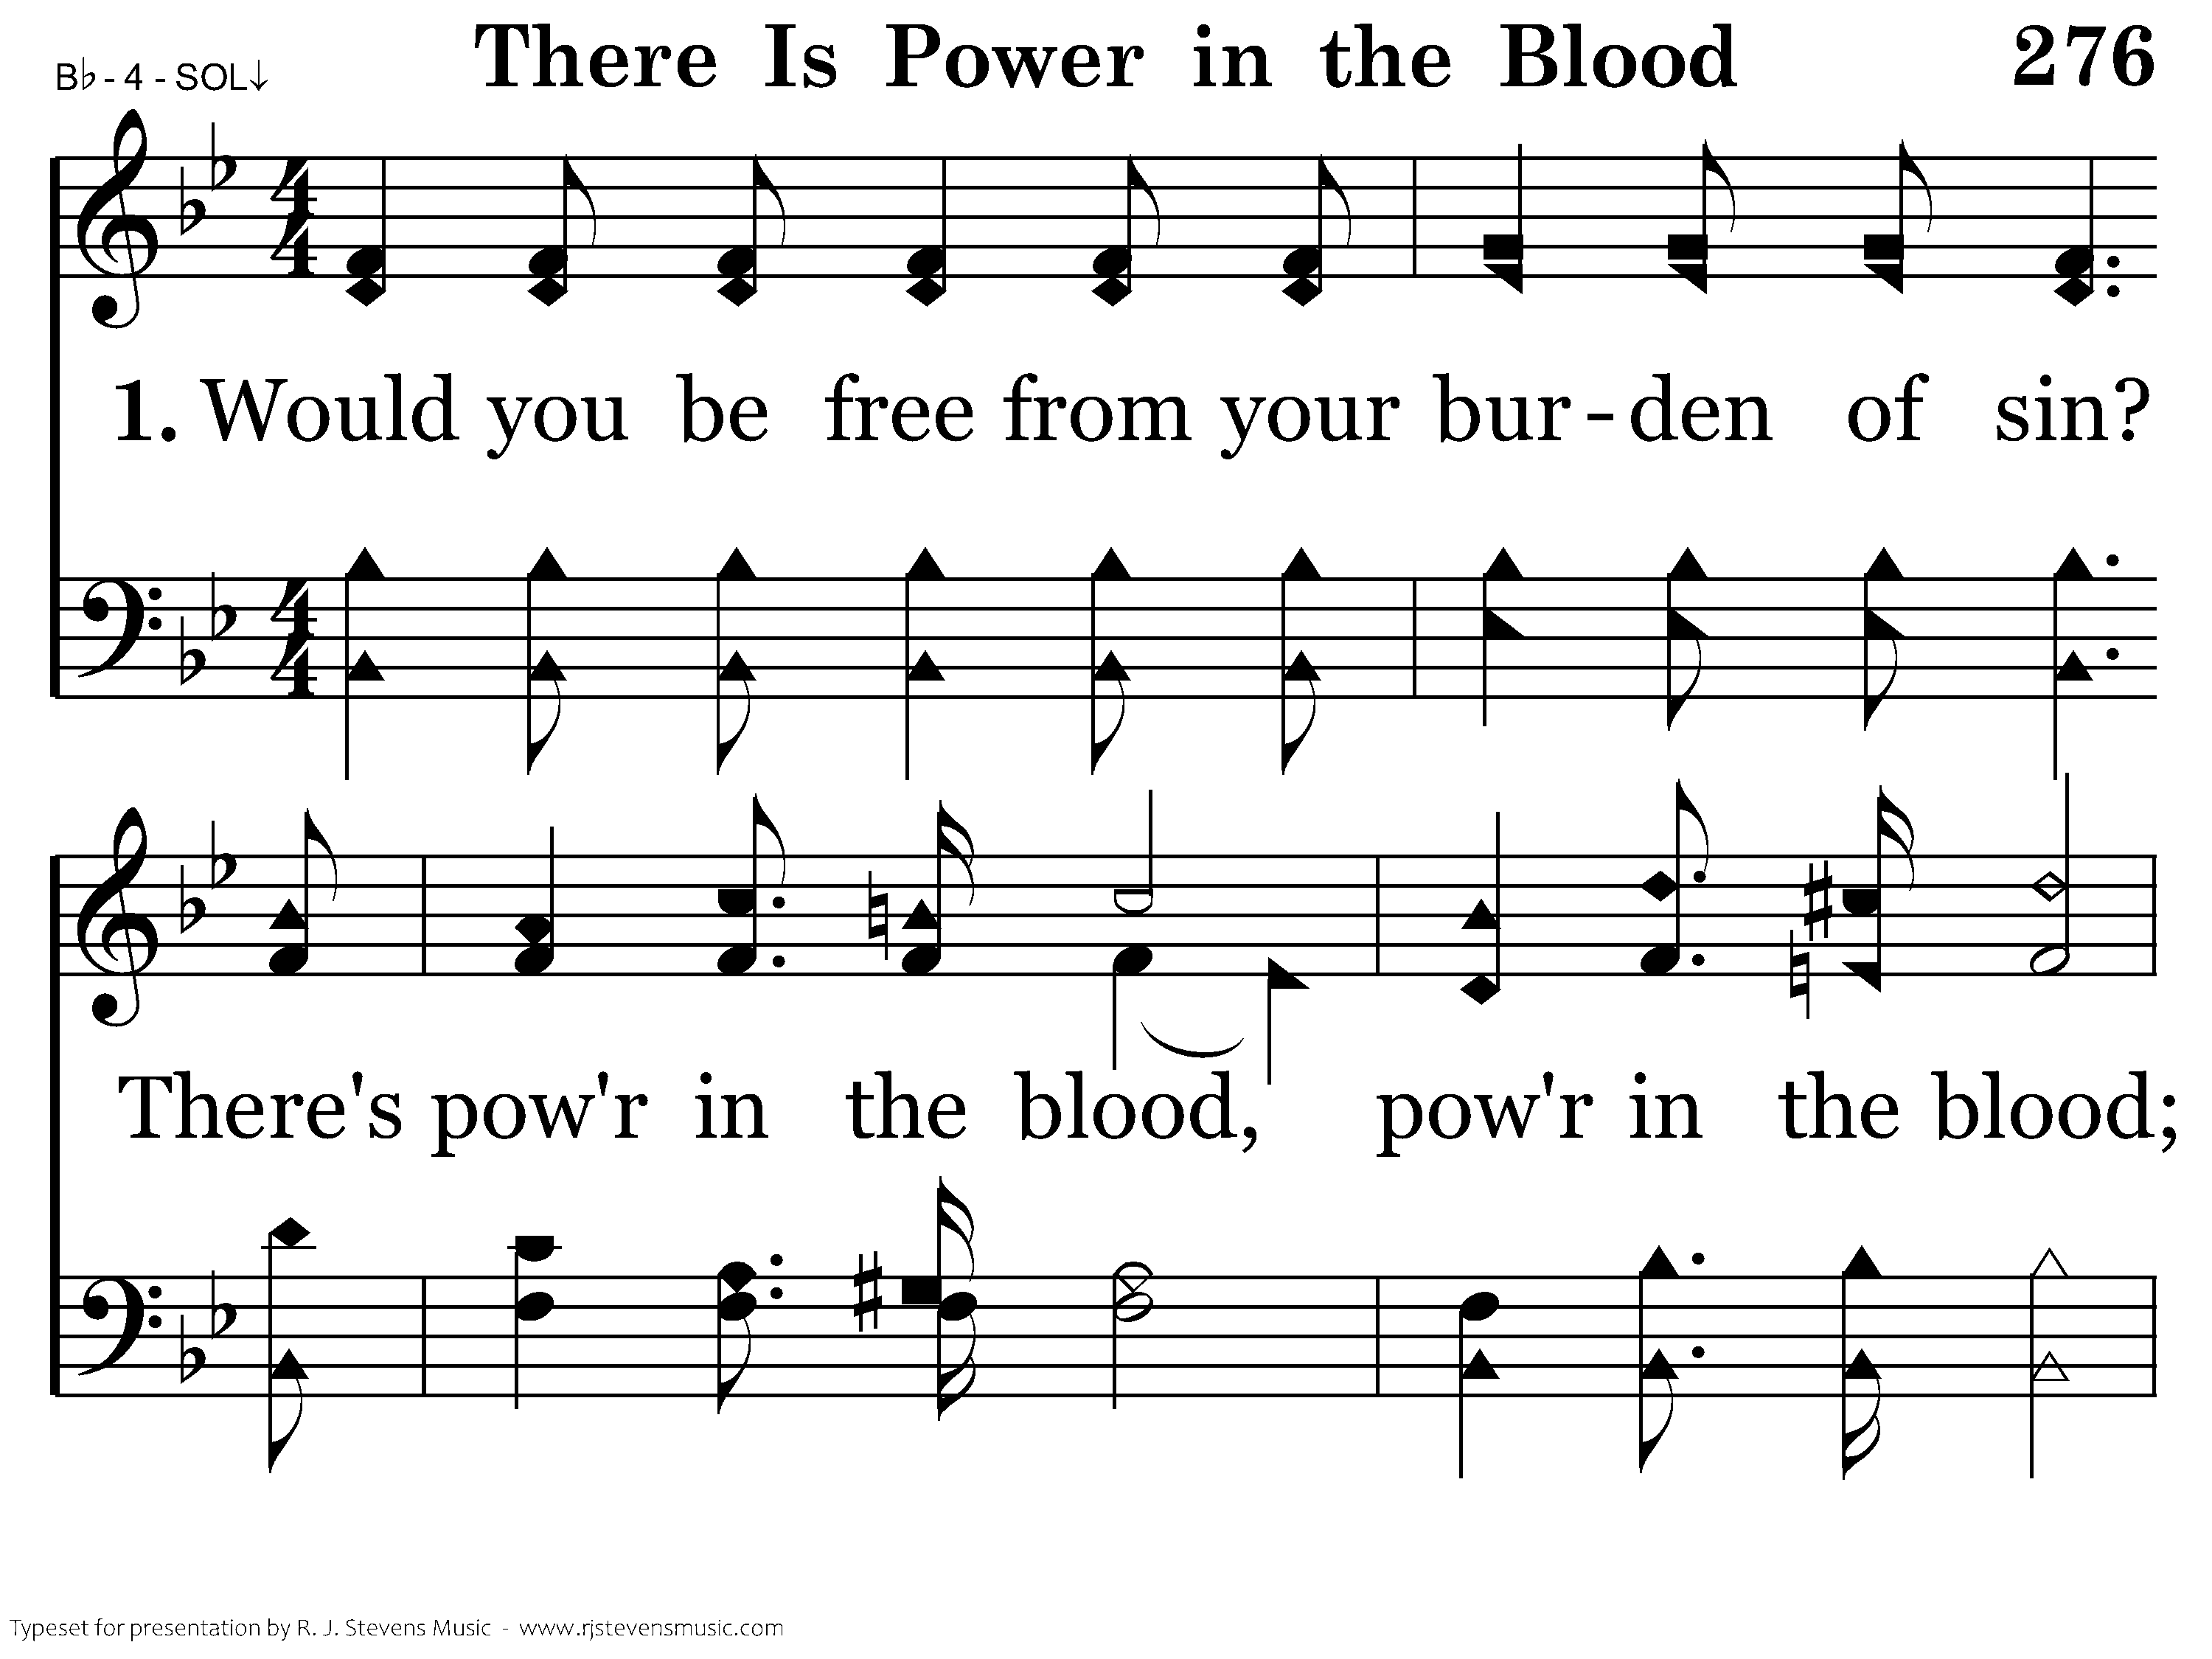 There Is Power in the Blood 276
B♭ - 4 - SOL↓
1. Would you be free from your bur - den of sin?
There's pow'r in the blood, pow'r in the blood;
Typeset for presentation by R. J. Stevens Music - www.rjstevensmusic.com